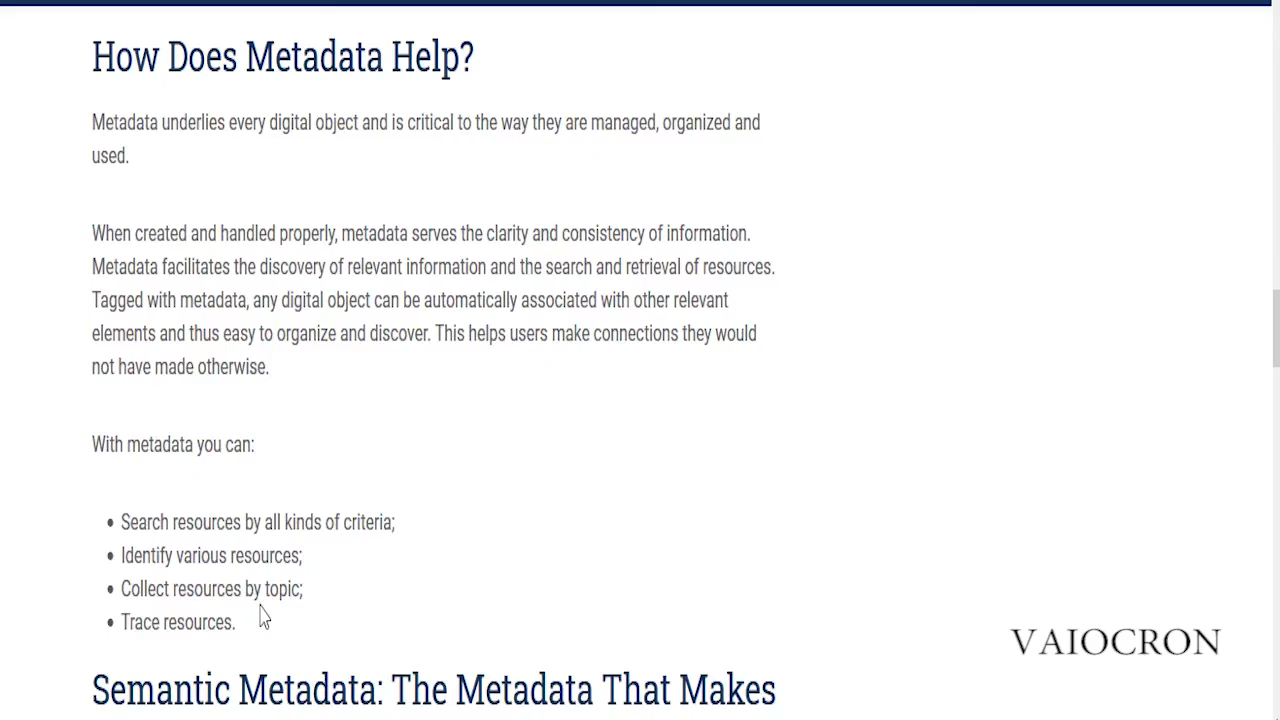 How Does Metadata Help?
Metadata underlies every digital object and is critical to the way they are managed, organized and
used.
When created and handled properly, metadata serves the clarity and consistency of information.
Metadata facilitates the discovery of relevant information and the search and retrieval of resources.
Tagged with metadata, any digital object can be automatically associated with other relevant
elements and thus easy to organize and discover. This helps users make connections they would
not have made otherwise.
With metadata you can:
• Search resources by all kinds of criteria;
• Identify various resources;
• Collect resources by topic;
• Trace resources.
VAIOCRON
Semantic Metadata: The Metadata That Makes